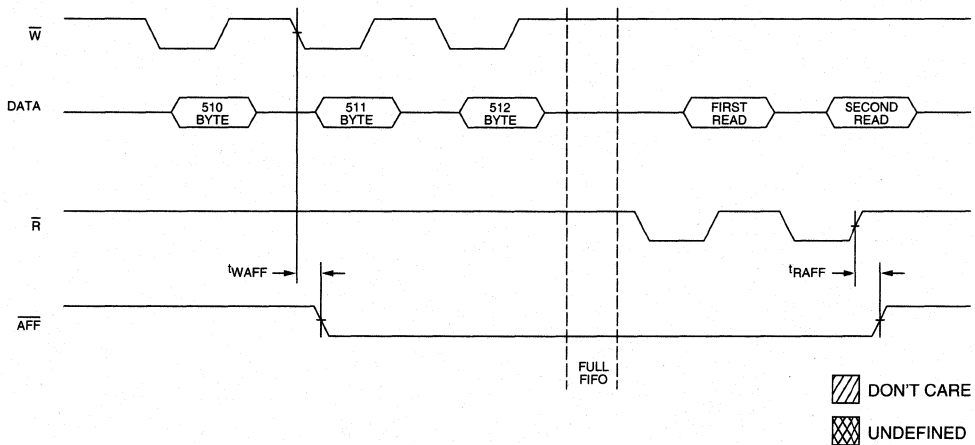 W
DATA
510
BYTE
511
BYTE
512
BYTE
FIRST
READ
SECOND
READ
R
tWAFF
tRAFF
AFF
FULL
FIFO
DON'T CARE
UNDEFINED